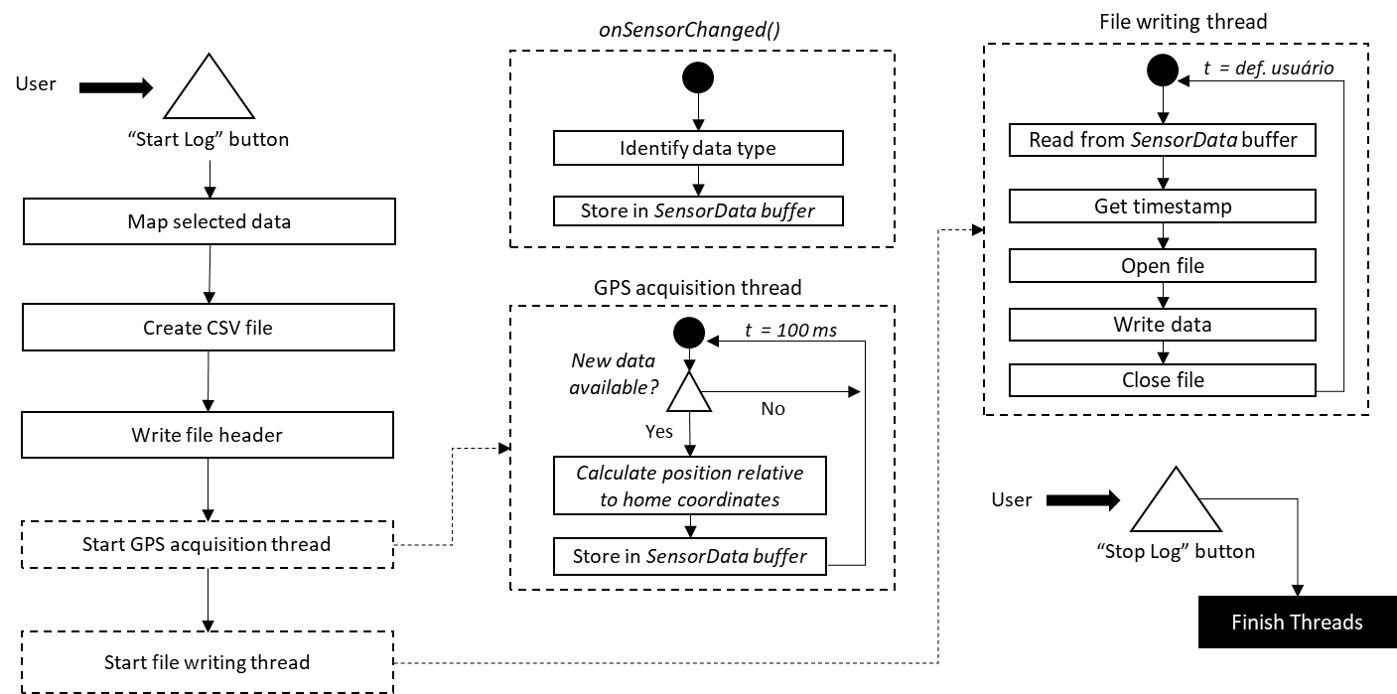 User
“Start Log” button
Map selected data
Create CSV file
Write file header
Start GPS acquisition thread
Start file writing thread
onSensorChanged()
Identify data type
Store in SensorData buffer
GPS acquisition thread
t = 100 ms
New data
available?
No
Yes
Calculate position relative
to home coordinates
Store in SensorData buffer
File writing thread
t = def. usuário
Read from SensorData buffer
Get timestamp
Open file
Write data
Close file
User
“Stop Log” button
Finish Threads